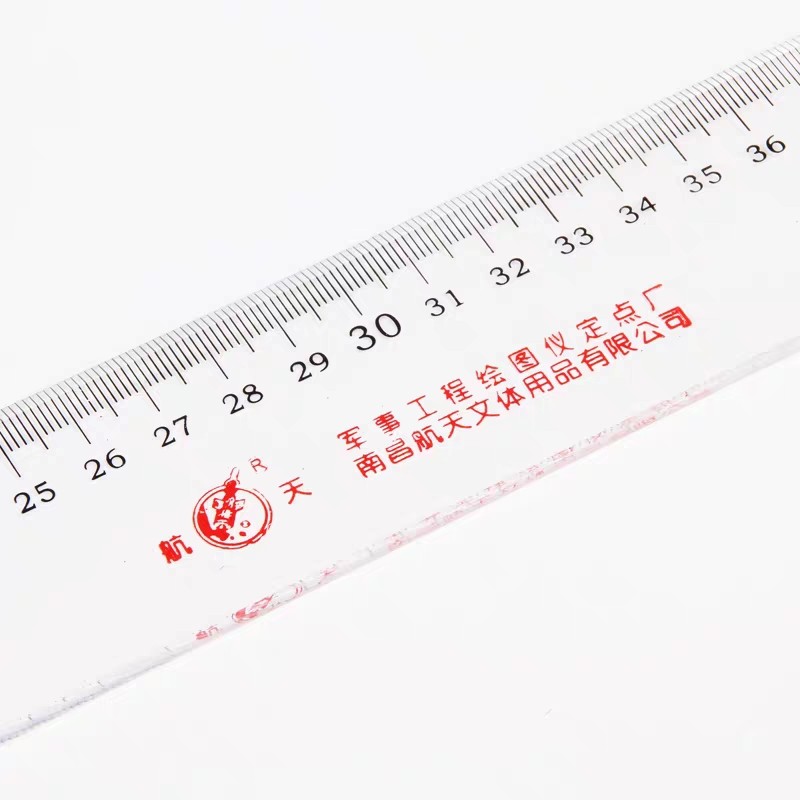 25 26 27 28 29 30 31 32 33 34 35 36
军事工程绘图仪定点厂
南昌航天文体用品有限公司
航 R 天